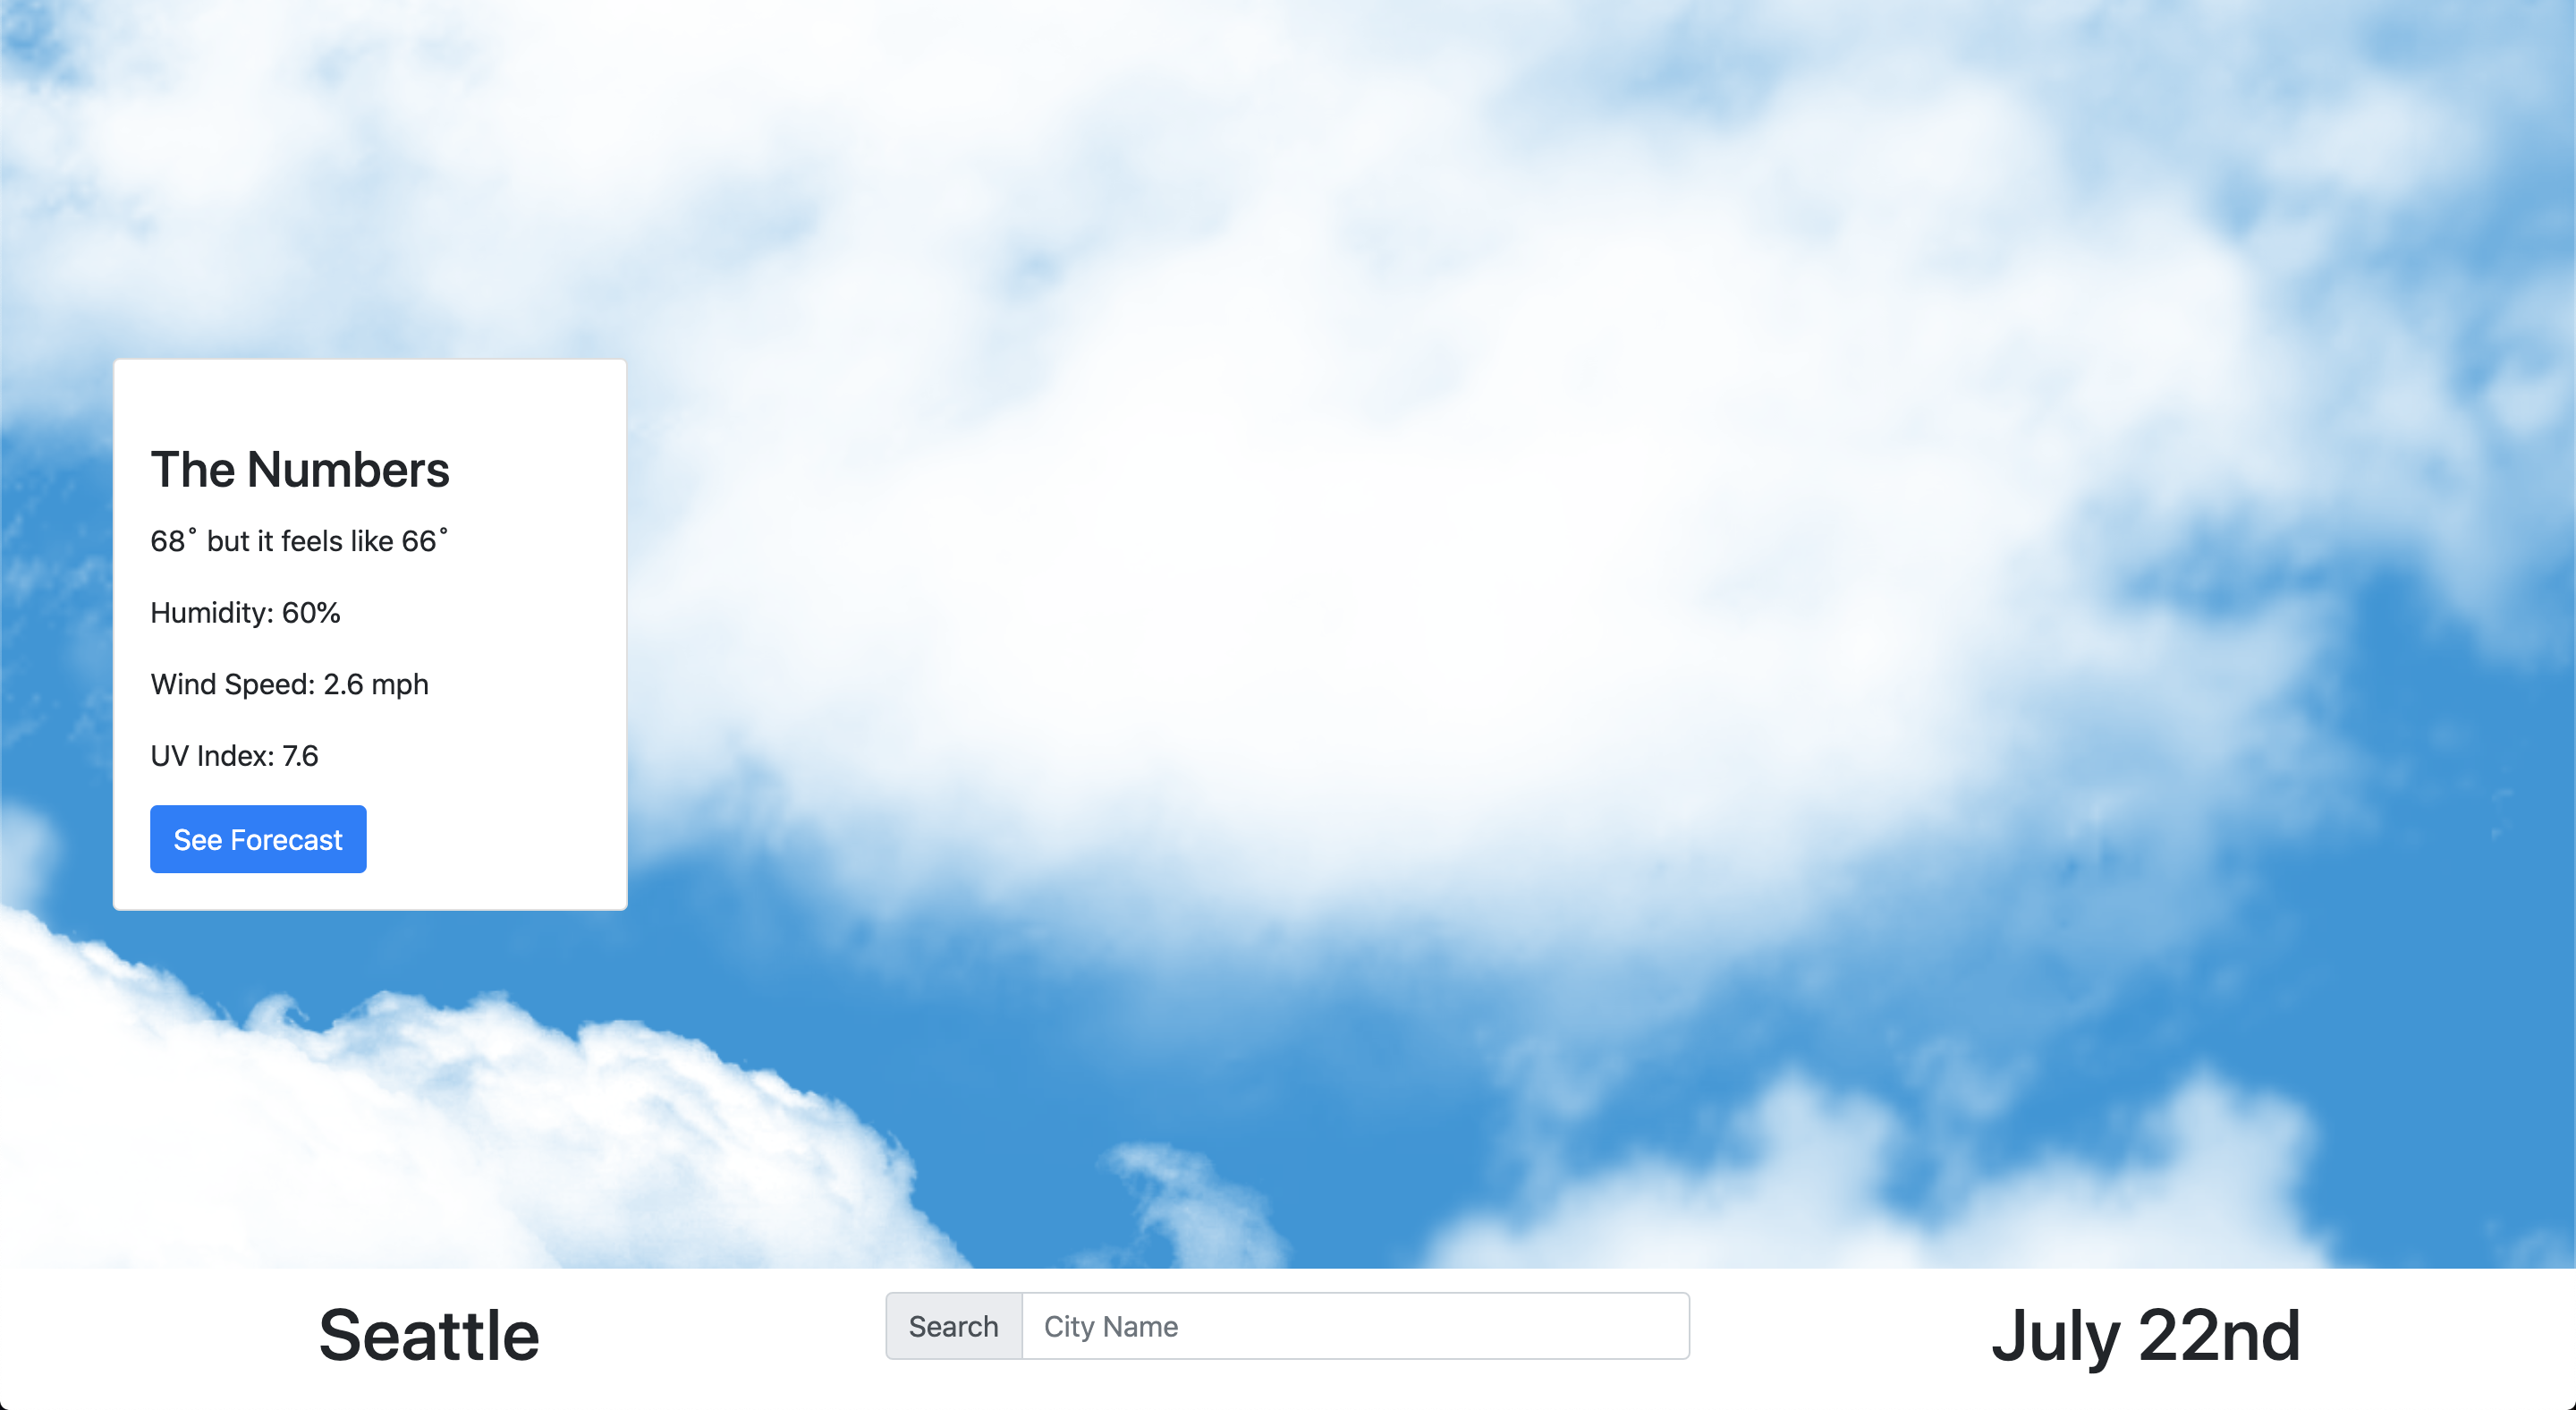 The Numbers
68˚ but it feels like 66˚
Humidity: 60%
Wind Speed: 2.6 mph
UV Index: 7.6
See Forecast
Seattle
Search
City Name
July 22nd